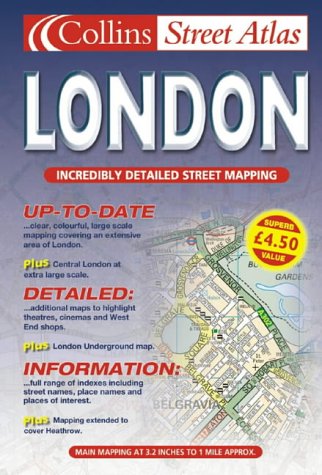 Collins Street Atlas
LONDON
INCREDIBLY DETAILED STREET MAPPING
UP-TO-DATE
...clear, colourful, large scale
mapping covering an extensive
area of London.
plus Central London at
extra large scale.
SUPERB
£4.50
VALUE
DETAILED:
...additional maps to highlight
theatres, cinemas and West
End shops.
plus London Underground map.
INFORMATION:
...full range of indexes including
street names, place names and
places of interest.
plus Mapping extended to
cover Heathrow.
GARDENS
BELGRAVIA
MAIN MAPPING AT 3.2 INCHES TO 1 MILE APPROX.